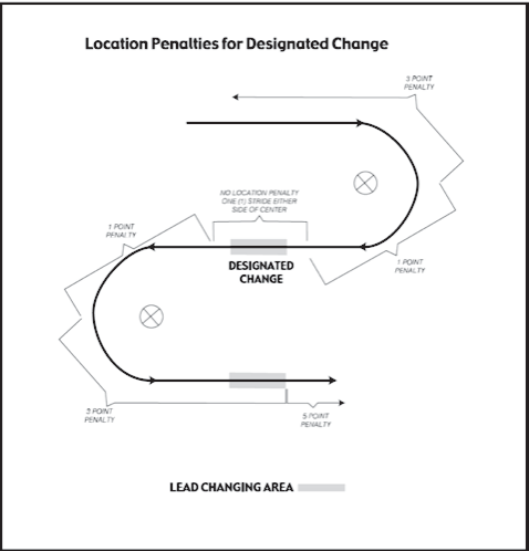 Location Penalties for Designated Change
3 POINT
PENALTY
NO LOCATION PENALTY
ONE (1) STRIDE EITHER
SIDE OF CENTER
1 POINT
PENALTY
DESIGNATED
CHANGE
1 POINT
PENALTY
3 POINT
PENALTY
5 POINT
PENALTY
LEAD CHANGING AREA